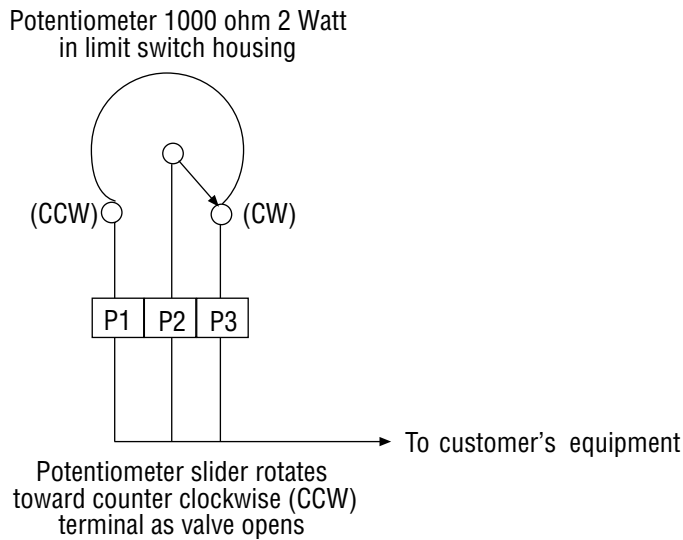 Potentiometer 1000 ohm 2 Watt
in limit switch housing
(CCW)
(CW)
P1 P2 P3
To customer's equipment
Potentiometer slider rotates
toward counter clockwise (CCW)
terminal as valve opens